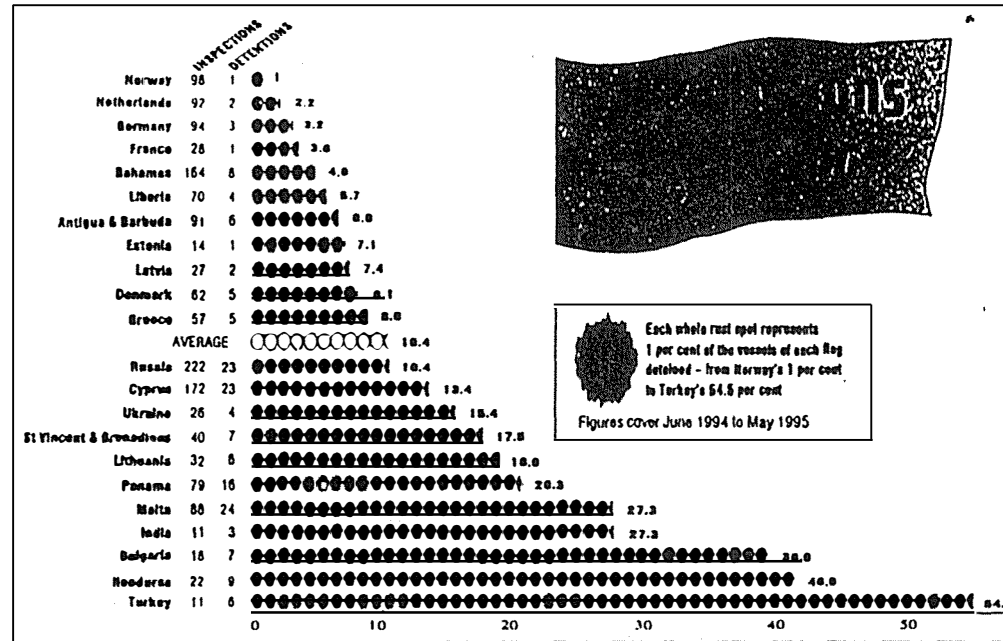 INSPECTIONS DETENTIONS
Norway 98 1 1
Netherlands 92 2 2.2
Germany 94 3 3.2
France 28 1 3.6
Bahamas 164 8
Liberia 70 4 5.7
Antigua & Barbuda 91 6
Estonia 14 1 7.1
Latvia 27 2 7.4
Denmark 62 5
Greece 57 5
AVERAGE 10.4
Russia 222 23 10.4
Cyprus 172 23 13.4
Ukraine 26 4 15.4
St Vincent & Grenadines 40 7 17.5
Lithuania 32 6
Panama 79 16 20.3
Malta 88 24 27.3
India 11 3 27.3
Bulgaria 18 7
Honduras 22 9
Turkey 11 6
0 10 20 30 40 50
Each whole rust spot represents
1 per cent of the vessels of each flag
detained - from Norway's 1 per cent
to Turkey's 54.5 per cent
Figures cover June 1994 to May 1995